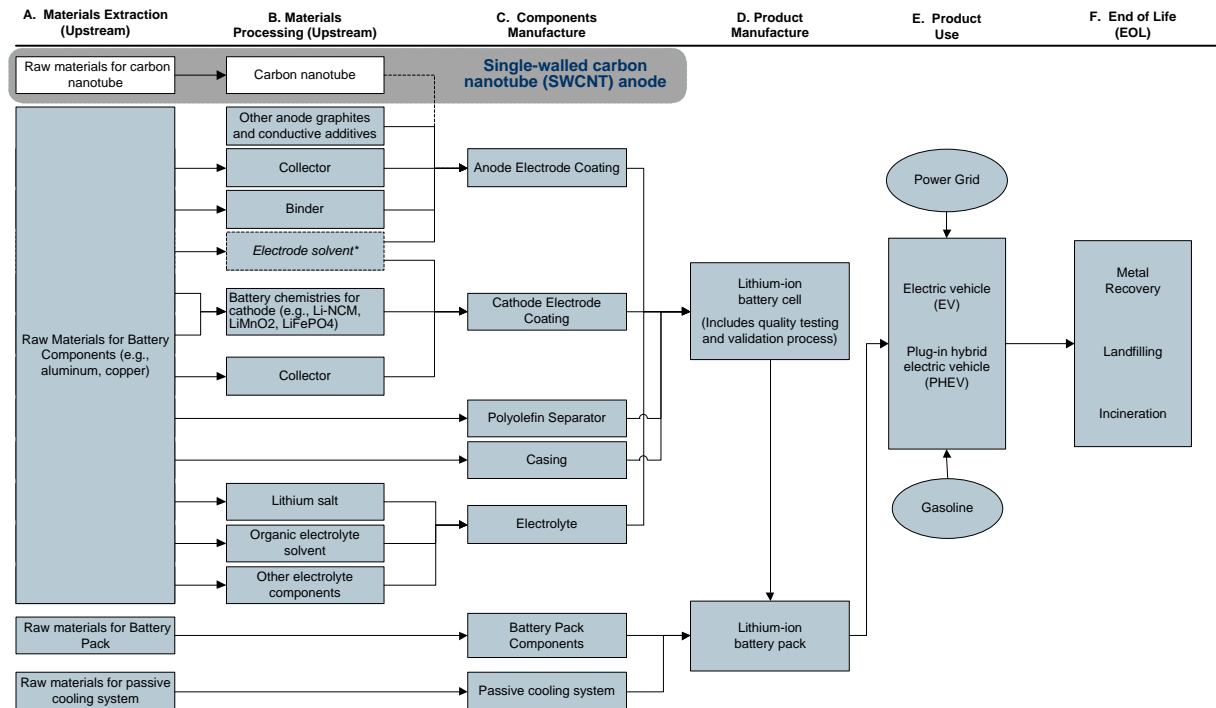 A. Materials Extraction
(Upstream)
B. Materials
Processing (Upstream)
C. Components
Manufacture
D. Product
Manufacture
E. Product
Use
F. End of Life
(EOL)
Raw materials for carbon
nanotube
Carbon nanotube
Single-walled carbon
nanotube (SWCNT) anode
Other anode graphites
and conductive additives
Collector
Binder
Electrode solvent*
Battery chemistries for
cathode (e.g., Li-NCM,
LiMnO2, LiFePO4)
Collector
Raw Materials for Battery
Components (e.g.,
aluminum, copper)
Lithium salt
Organic electrolyte
solvent
Other electrolyte
components
Anode Electrode Coating
Cathode Electrode
Coating
Polyolefin Separator
Casing
Electrolyte
Lithium-ion
battery cell
(Includes quality testing
and validation process)
Power Grid
Electric vehicle
(EV)
Plug-in hybrid
electric vehicle
(PHEV)
Gasoline
Metal
Recovery
Landfilling
Incineration
Raw materials for Battery
Pack
Battery Pack
Components
Lithium-ion
battery pack
Raw materials for passive
cooling system
Passive cooling system